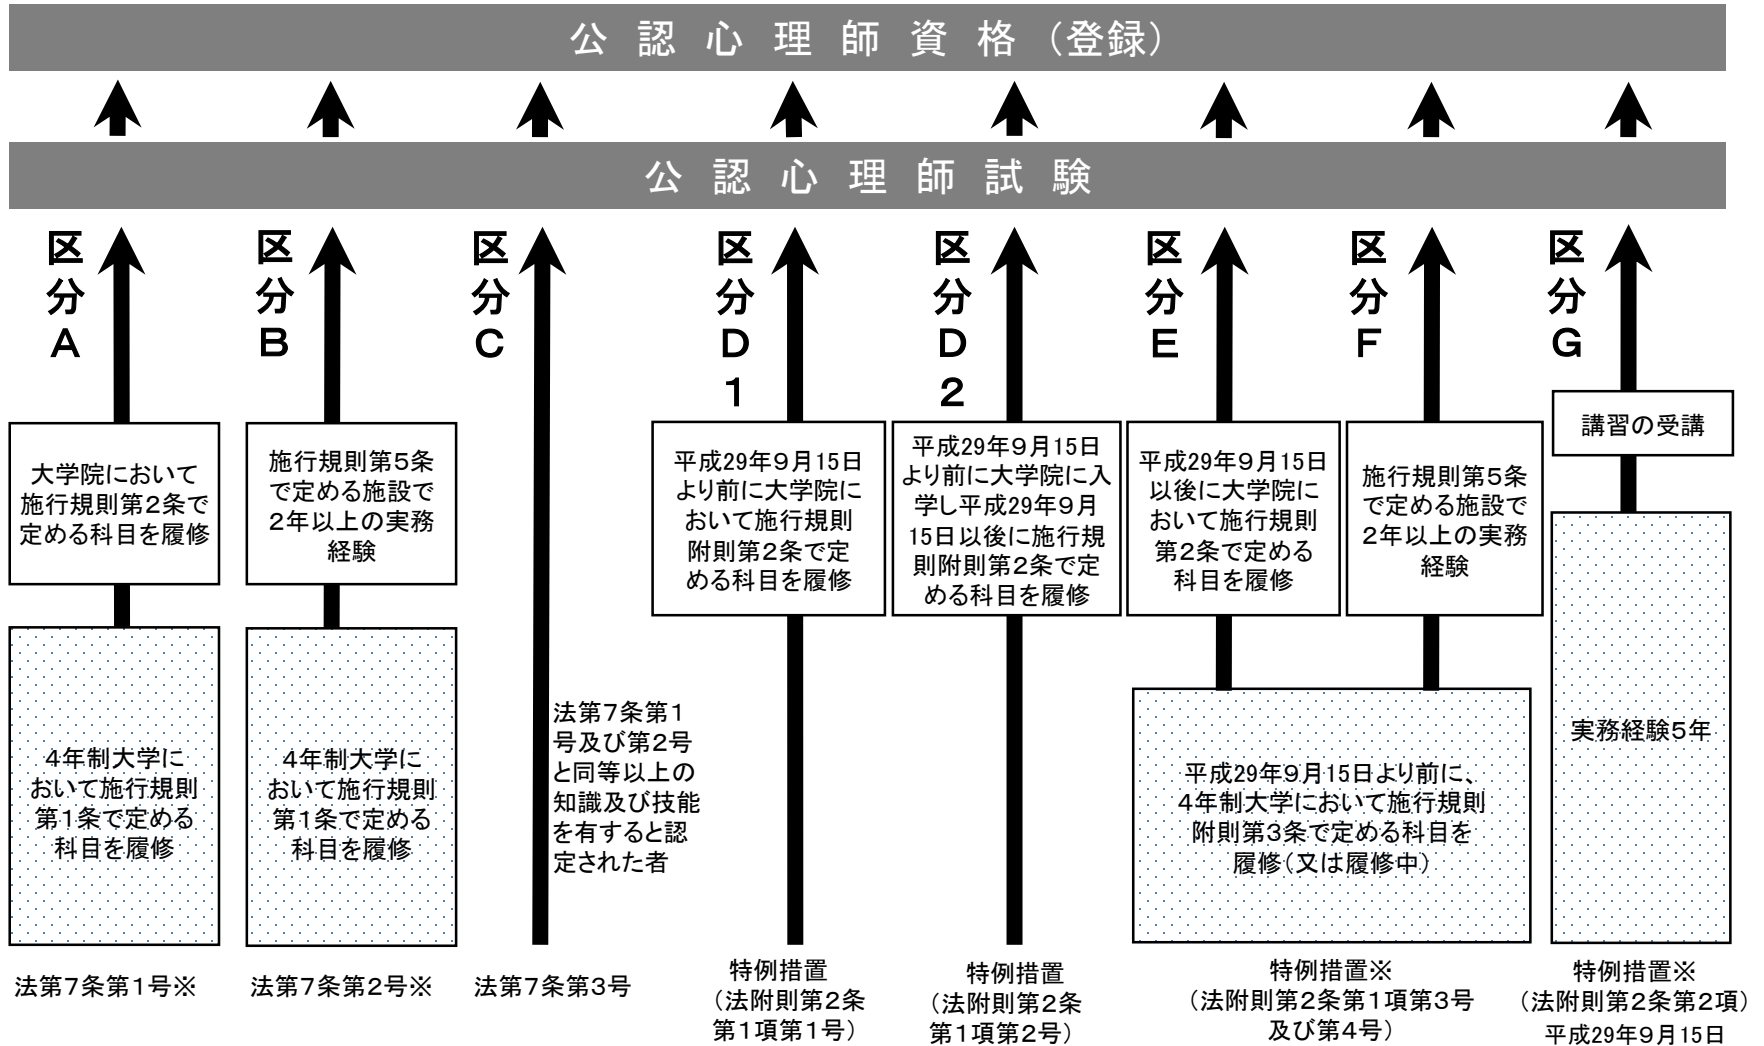 公認心理師資格（登録）
公認心理師試験
区分A
区分B
区分C
区分D1
区分D2
区分E
区分F
区分G
大学院において
施行規則第２条で
定める科目を履修
４年制大学に
おいて施行規則
第１条で定める
科目を履修
法第７条第１号※
施行規則第５条
で定める施設で
２年以上の実務
経験
４年制大学に
おいて施行規則
第１条で定める
科目を履修
法第７条第２号※
法第７条第１
号及び第２号
と同等以上の
知識及び技能
を有すると認
定された者
法第７条第３号
平成29年９月15日
より前に大学院に
おいて施行規則
附則第２条で定
める科目を履修
特例措置
（法附則第２条
第１項第１号）
平成29年９月15日
より前に大学院に入
学し平成29年９月
15日以後に施行規
則附則第２条で定
める科目を履修
特例措置
（法附則第２条
第１項第２号）
平成29年９月15日
以後に大学院に
おいて施行規則
第２条で定める
科目を履修
施行規則第５条
で定める施設で
２年以上の実務
経験
平成29年９月15日より前に、
４年制大学において施行規則
附則第３条で定める科目を
履修（又は履修中）
特例措置※
（法附則第２条第１項第３号
及び第４号）
講習の受講
実務経験５年
特例措置※
（法附則第２条第２項）
平成29年９月15日